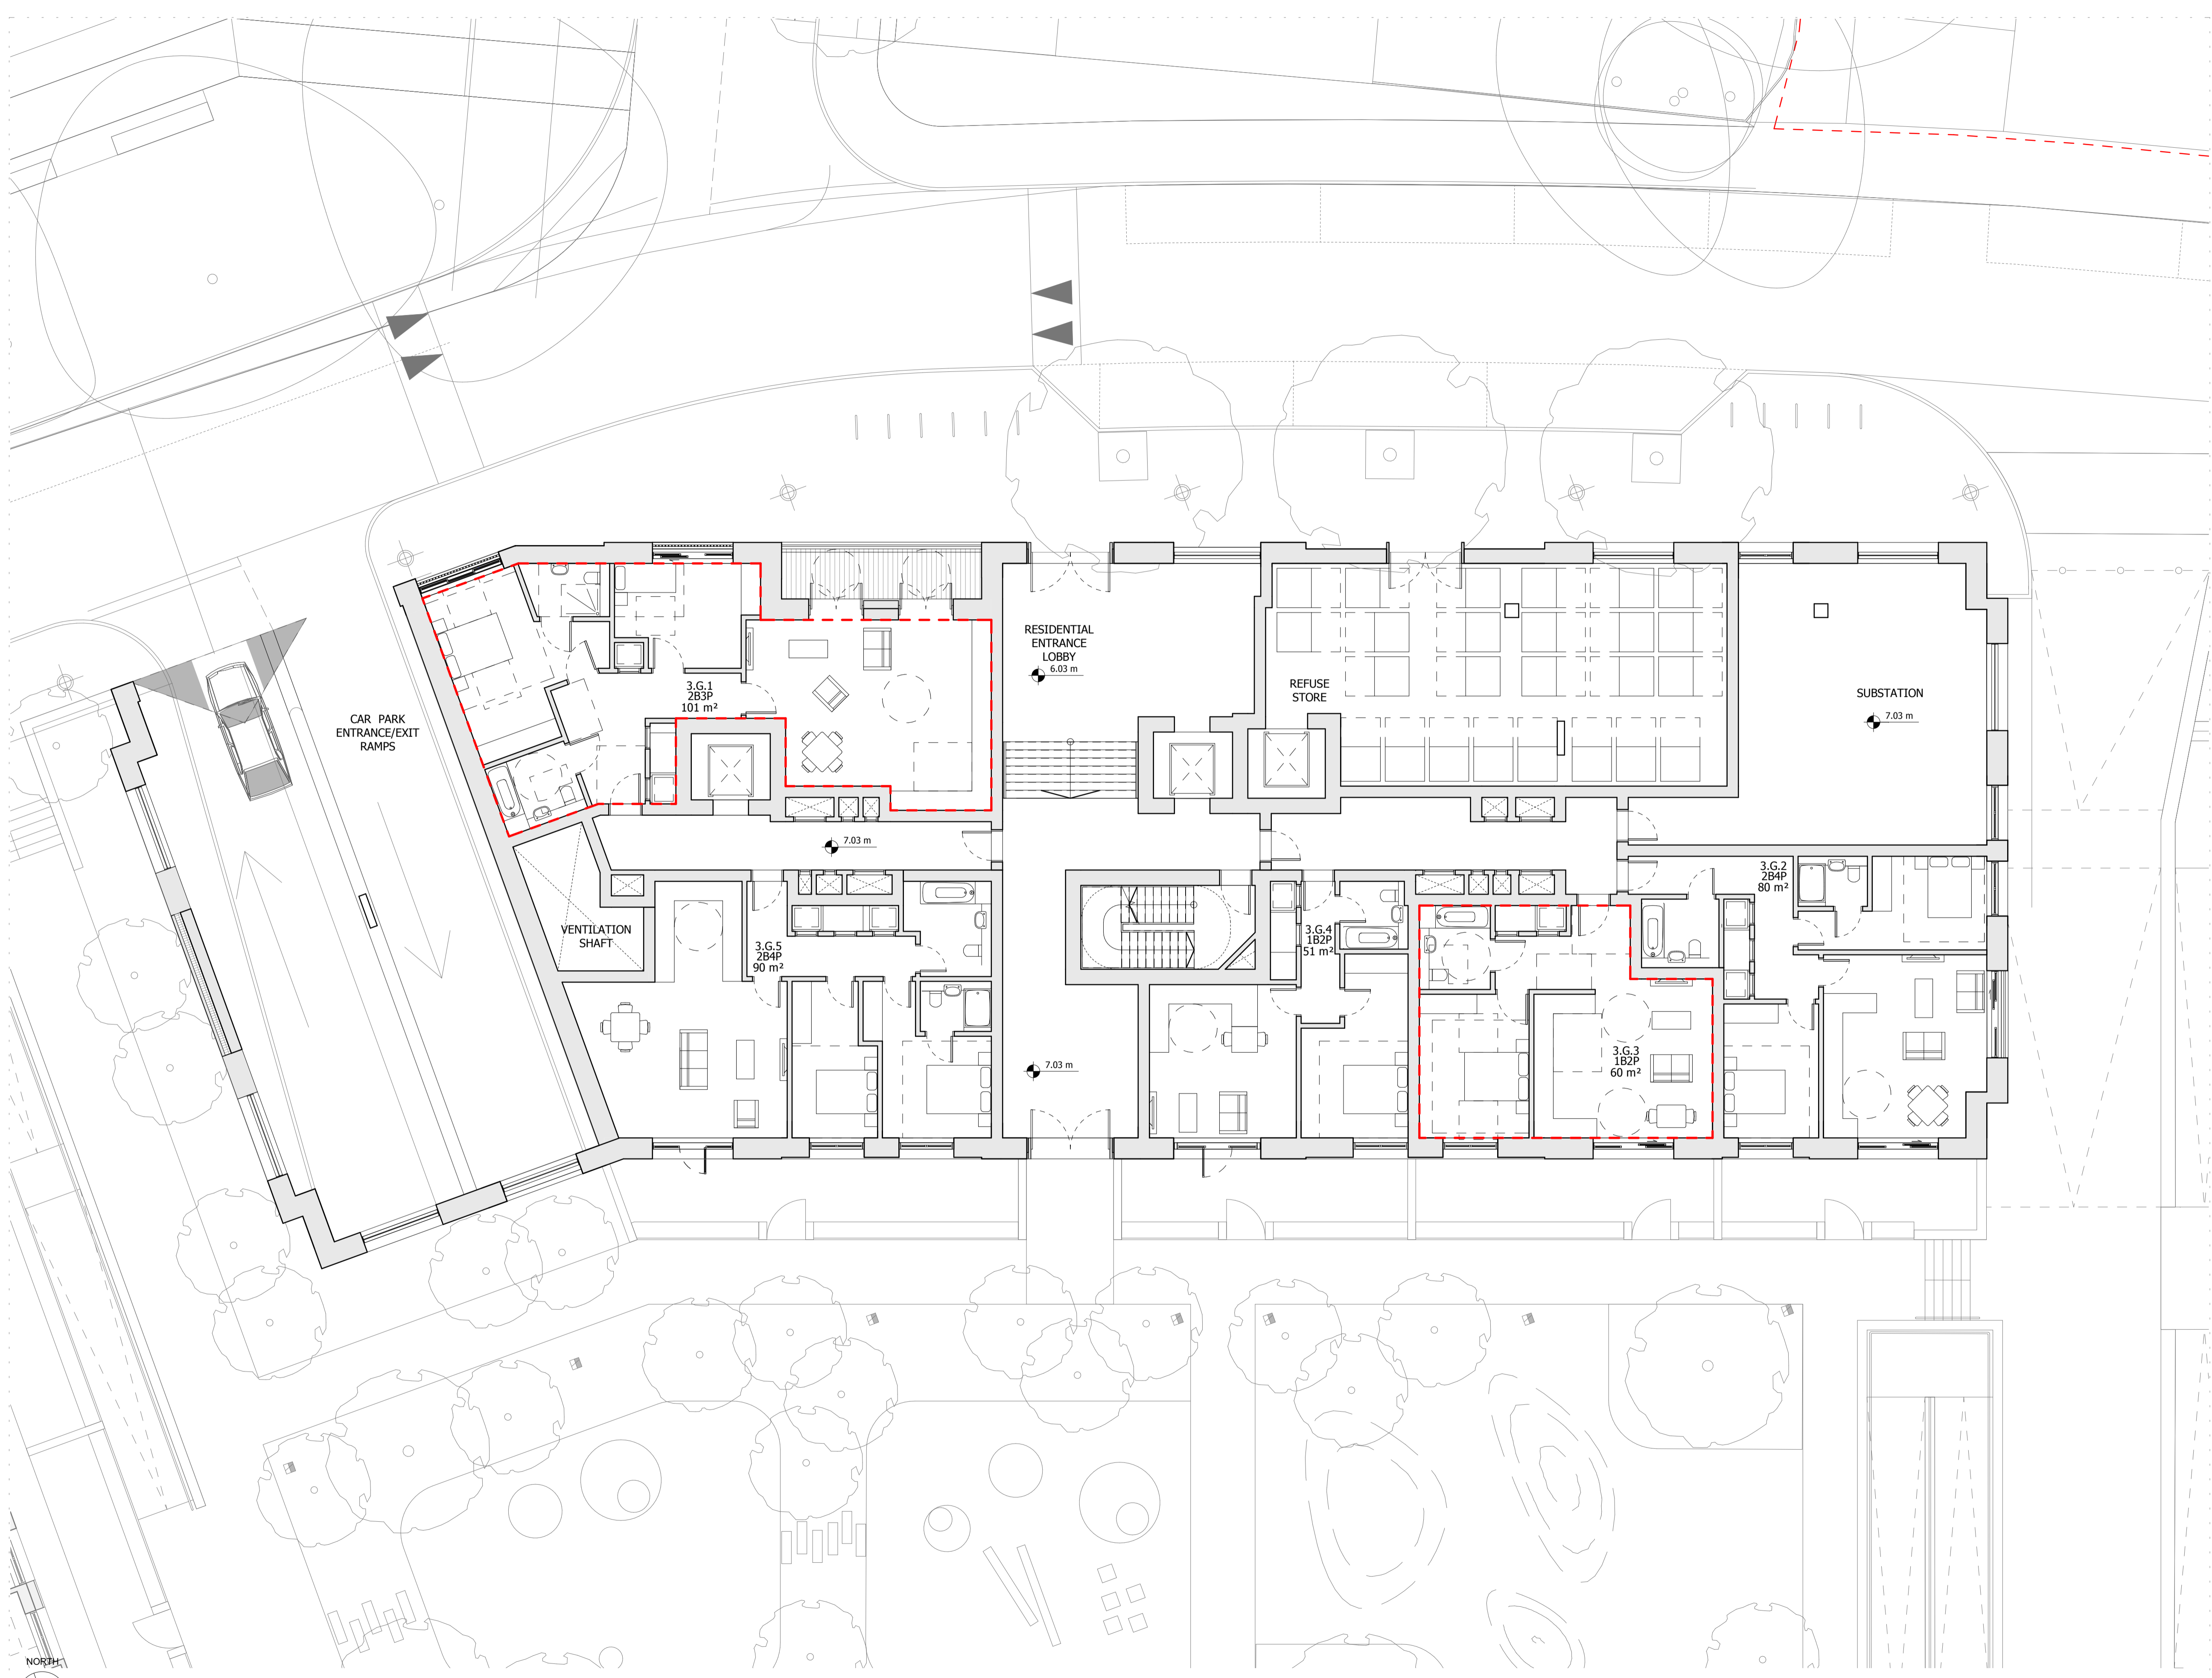 RESIDENTIAL
ENTRANCE
LOBBY
6.03 m
3.G.1
2B3P
101 m²
REFUSE
STORE
SUBSTATION
7.03 m
CAR PARK
ENTRANCE/EXIT
RAMPS
7.03 m
3.G.2
2B4P
80 m²
VENTILATION
SHAFT
3.G.5
2B4P
90 m²
3.G.4
1B2P
51 m²
3.G.3
1B2P
60 m²
7.03 m
NORTH